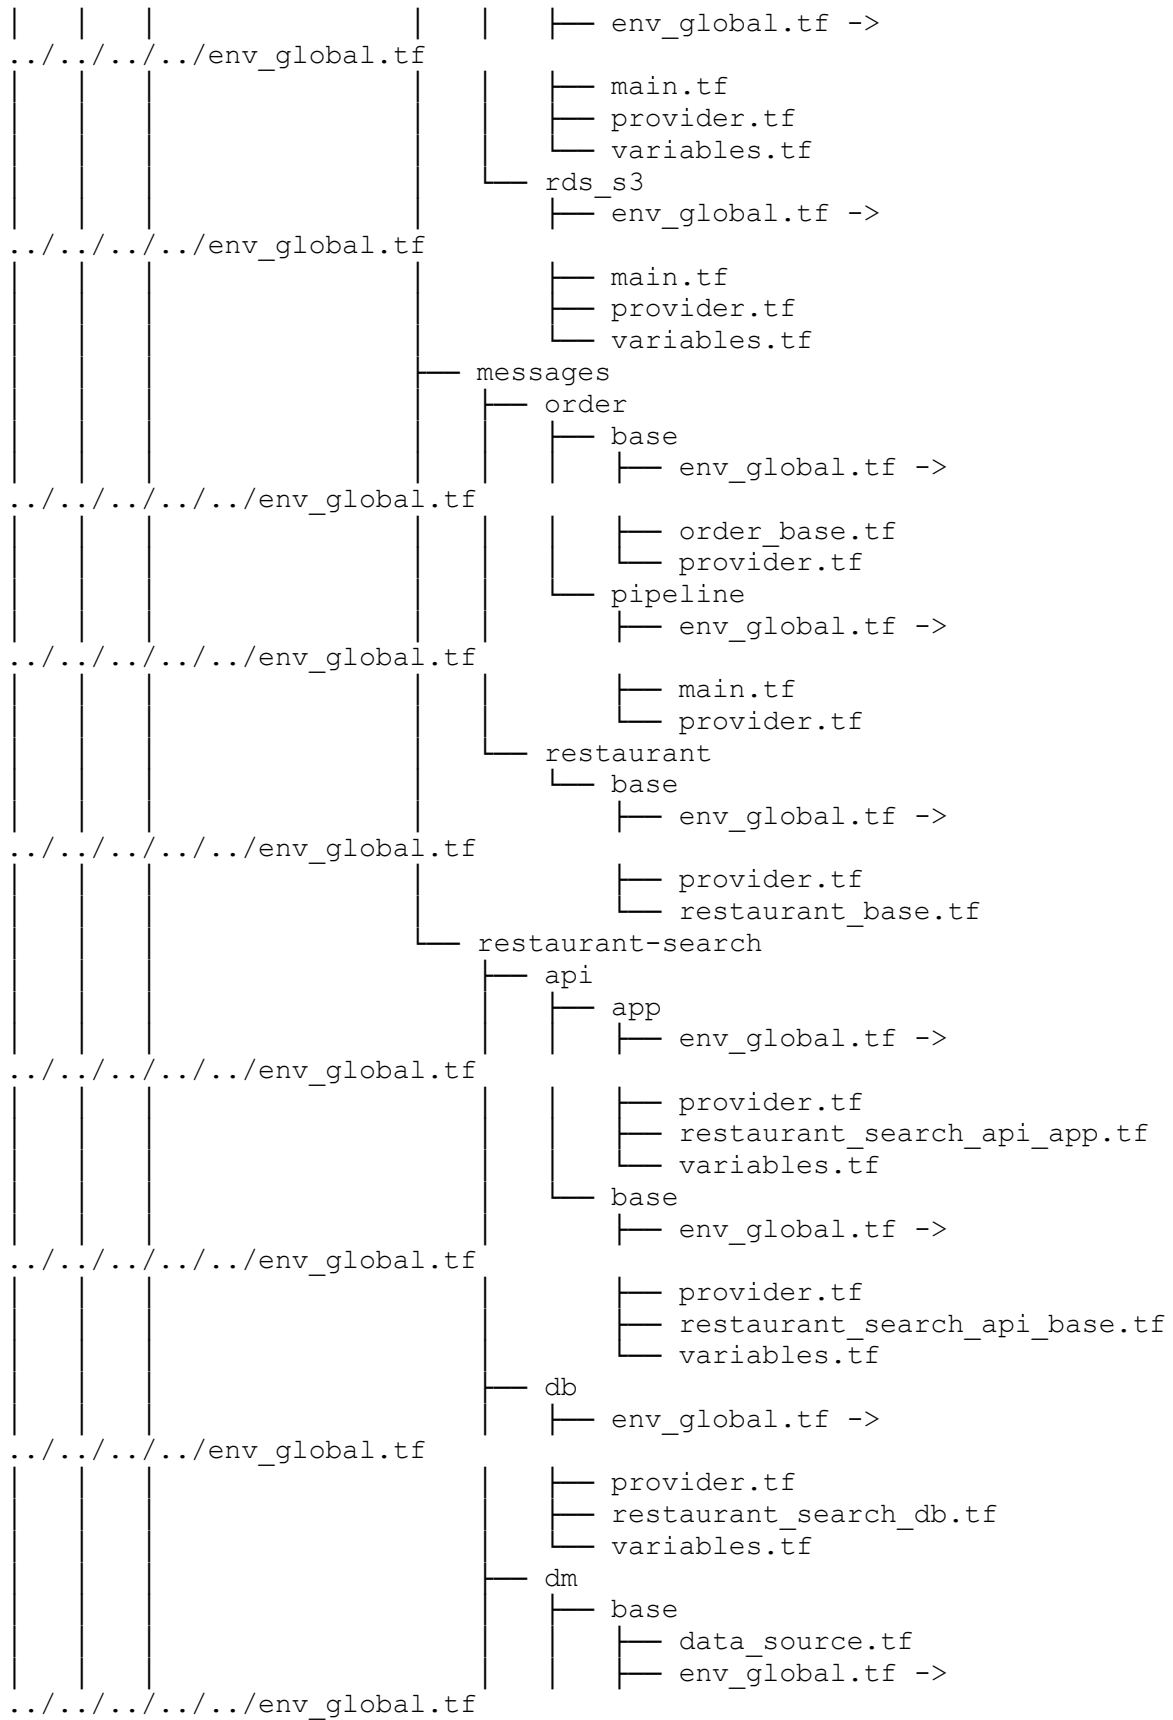 │   │   │               │   │   ├── env_global.tf ->
../../../../env_global.tf
│   │   │               │   │   ├── main.tf
│   │   │               │   │   ├── provider.tf
│   │   │               │   │   └── variables.tf
│   │   │               │   └── rds_s3
│   │   │               │       ├── env_global.tf ->
../../../../env_global.tf
│   │   │               │       ├── main.tf
│   │   │               │       ├── provider.tf
│   │   │               │       └── variables.tf
│   │   │               ├── messages
│   │   │               │   ├── order
│   │   │               │   │   ├── base
│   │   │               │   │   │   ├── env_global.tf ->
../../../../../env_global.tf
│   │   │               │   │   │   ├── order_base.tf
│   │   │               │   │   │   └── provider.tf
│   │   │               │   │   └── pipeline
│   │   │               │   │       ├── env_global.tf ->
../../../../../env_global.tf
│   │   │               │   │       ├── main.tf
│   │   │               │   │       └── provider.tf
│   │   │               │   └── restaurant
│   │   │               │       └── base
│   │   │               │           ├── env_global.tf ->
../../../../../env_global.tf
│   │   │               │           ├── provider.tf
│   │   │               │           └── restaurant_base.tf
│   │   │               └── restaurant-search
│   │   │                   ├── api
│   │   │                   │   ├── app
│   │   │                   │   │   ├── env_global.tf ->
../../../../../env_global.tf
│   │   │                   │   │   ├── provider.tf
│   │   │                   │   │   ├── restaurant_search_api_app.tf
│   │   │                   │   │   └── variables.tf
│   │   │                   │   └── base
│   │   │                   │       ├── env_global.tf ->
../../../../../env_global.tf
│   │   │                   │       ├── provider.tf
│   │   │                   │       ├── restaurant_search_api_base.tf
│   │   │                   │       └── variables.tf
│   │   │                   ├── db
│   │   │                   │   ├── env_global.tf ->
../../../../env_global.tf
│   │   │                   │   ├── provider.tf
│   │   │                   │   ├── restaurant_search_db.tf
│   │   │                   │   └── variables.tf
│   │   │                   ├── dm
│   │   │                   │   ├── base
│   │   │                   │   │   ├── data_source.tf
│   │   │                   │   │   ├── env_global.tf ->
../../../../../env_global.tf